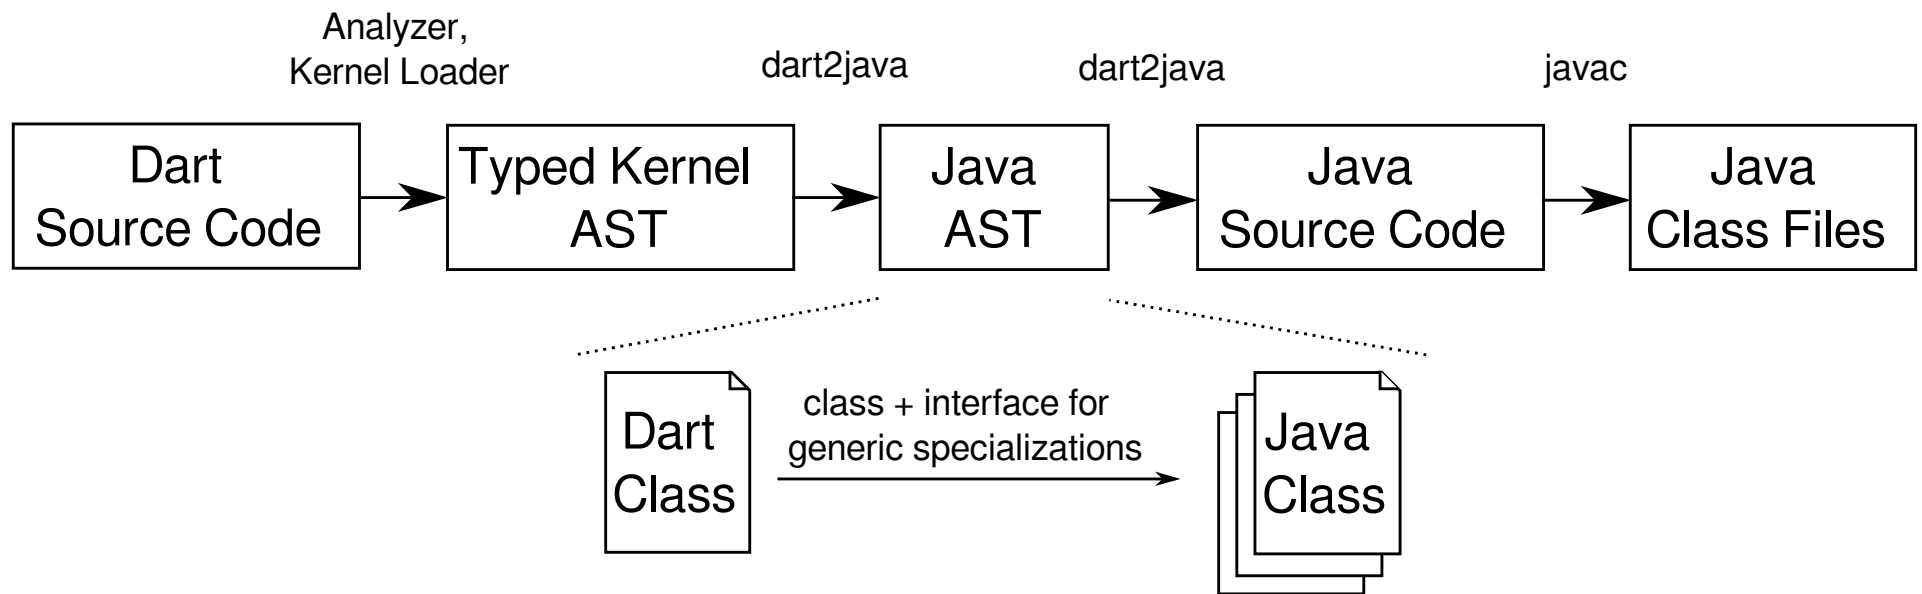 Analyzer,
Kernel Loader
dart2java
dart2java
javac
Dart
Source Code
Typed Kernel
AST
Java
AST
Java
Source Code
Java
Class Files
Dart
Class
class + interface for
generic specializations
Java
Class